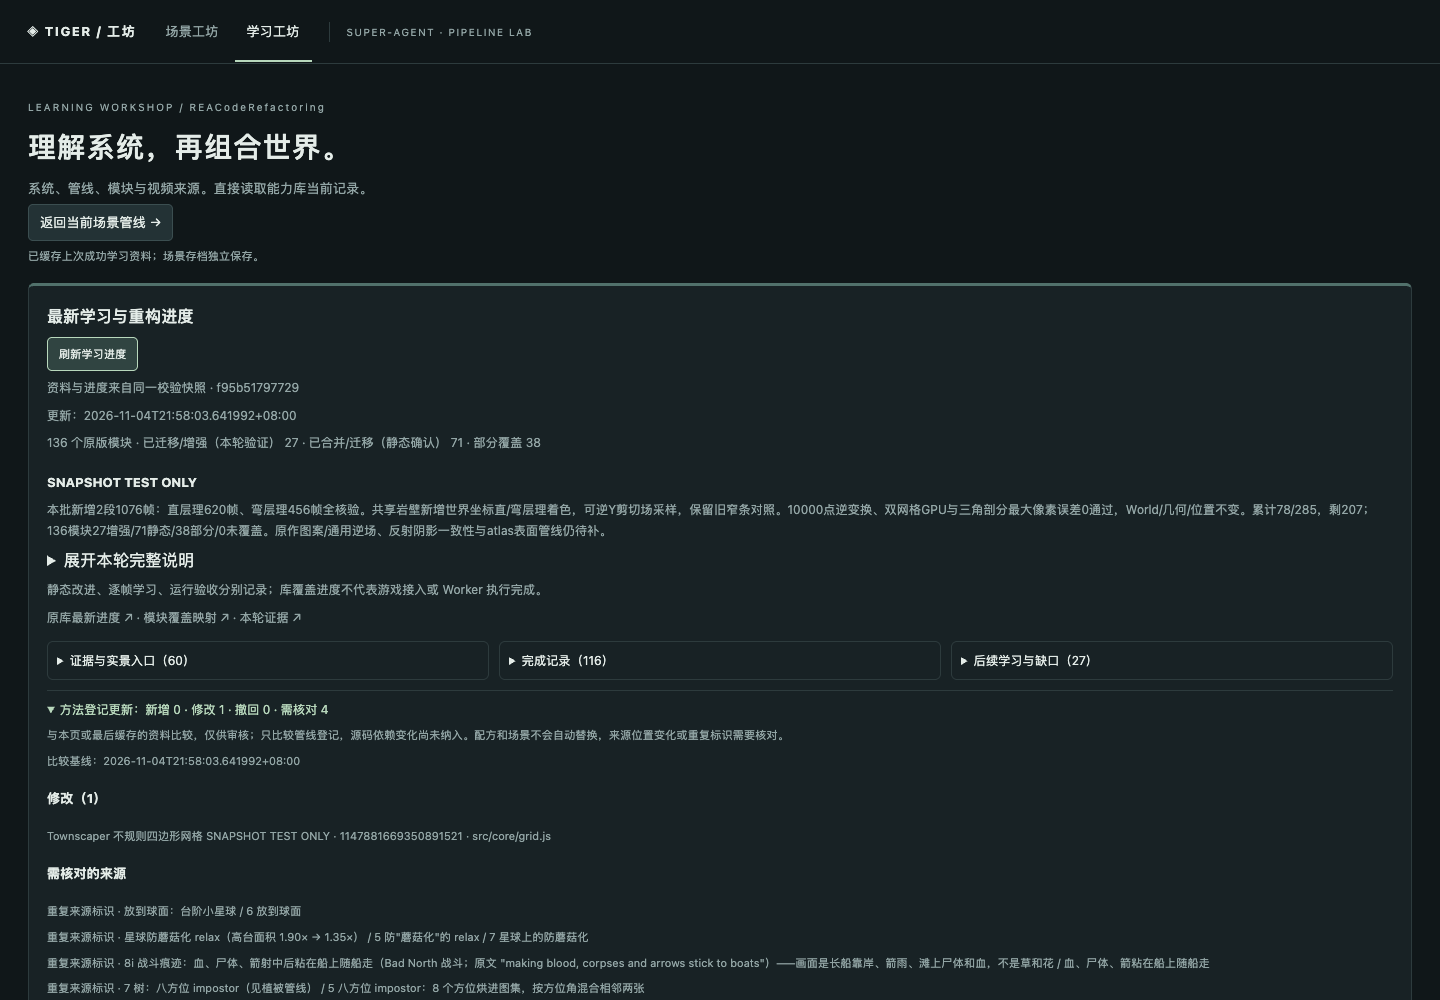 ◈ TIGER / 工坊 场景工坊 学习工坊 SUPER-AGENT · PIPELINE LAB
LEARNING WORKSHOP / REACodeRefactoring
理解系统，再组合世界。
系统、管线、模块与视频来源。直接读取能力库当前记录。
返回当前场景管线 →
已缓存上次成功学习资料；场景存档独立保存。
最新学习与重构进度
刷新学习进度
资料与进度来自同一校验快照 · f95b51797729
更新：2026-11-04T21:58:03.641992+08:00
136 个原版模块 · 已迁移/增强（本轮验证） 27 · 已合并/迁移（静态确认） 71 · 部分覆盖 38
SNAPSHOT TEST ONLY
本批新增2段1076帧：直层理620帧、弯层理456帧全核验。共享岩壁新增世界坐标直/弯层理着色，可逆Y剪切场采样，保留旧窄条对照。10000点逆变换、双网格GPU与三角剖分最大像素误差0通过，World/几何/位置不变。累计78/285，剩207；
136模块27增强/71静态/38部分/0未覆盖。原作图案/通用逆场、反射阴影一致性与atlas表面管线仍待补。
▶ 展开本轮完整说明
静态改进、逐帧学习、运行验收分别记录；库覆盖进度不代表游戏接入或 Worker 执行完成。
原库最新进度 ↗ · 模块覆盖映射 ↗ · 本轮证据 ↗
▶ 证据与实景入口（60） ▶ 完成记录（116） ▶ 后续学习与缺口（27）
▼ 方法登记更新：新增 0 · 修改 1 · 撤回 0 · 需核对 4
与本页或最后缓存的资料比较，仅供审核；只比较管线登记，源码依赖变化尚未纳入。配方和场景不会自动替换，来源位置变化或重复标识需要核对。
比较基线：2026-11-04T21:58:03.641992+08:00
修改（1）
Townscaper 不规则四边形网格 SNAPSHOT TEST ONLY · 1147881669350891521 · src/core/grid.js
需核对的来源
重复来源标识 · 放到球面：台阶小星球 / 6 放到球面
重复来源标识 · 星球防蘑菇化 relax（高台面积 1.90× → 1.35×） / 5 防"蘑菇化"的 relax / 7 星球上的防蘑菇化
重复来源标识 · 8i 战斗痕迹：血、尸体、箭射中后粘在船上随船走（Bad North 战斗；原文 "making blood, corpses and arrows stick to boats"）——画面是长船靠岸、箭雨、滩上尸体和血，不是草和花 / 血、尸体、箭粘在船上随船走
重复来源标识 · 7 树：八方位 impostor（见植被管线） / 5 八方位 impostor：8 个方位烘进图集，按方位角混合相邻两张